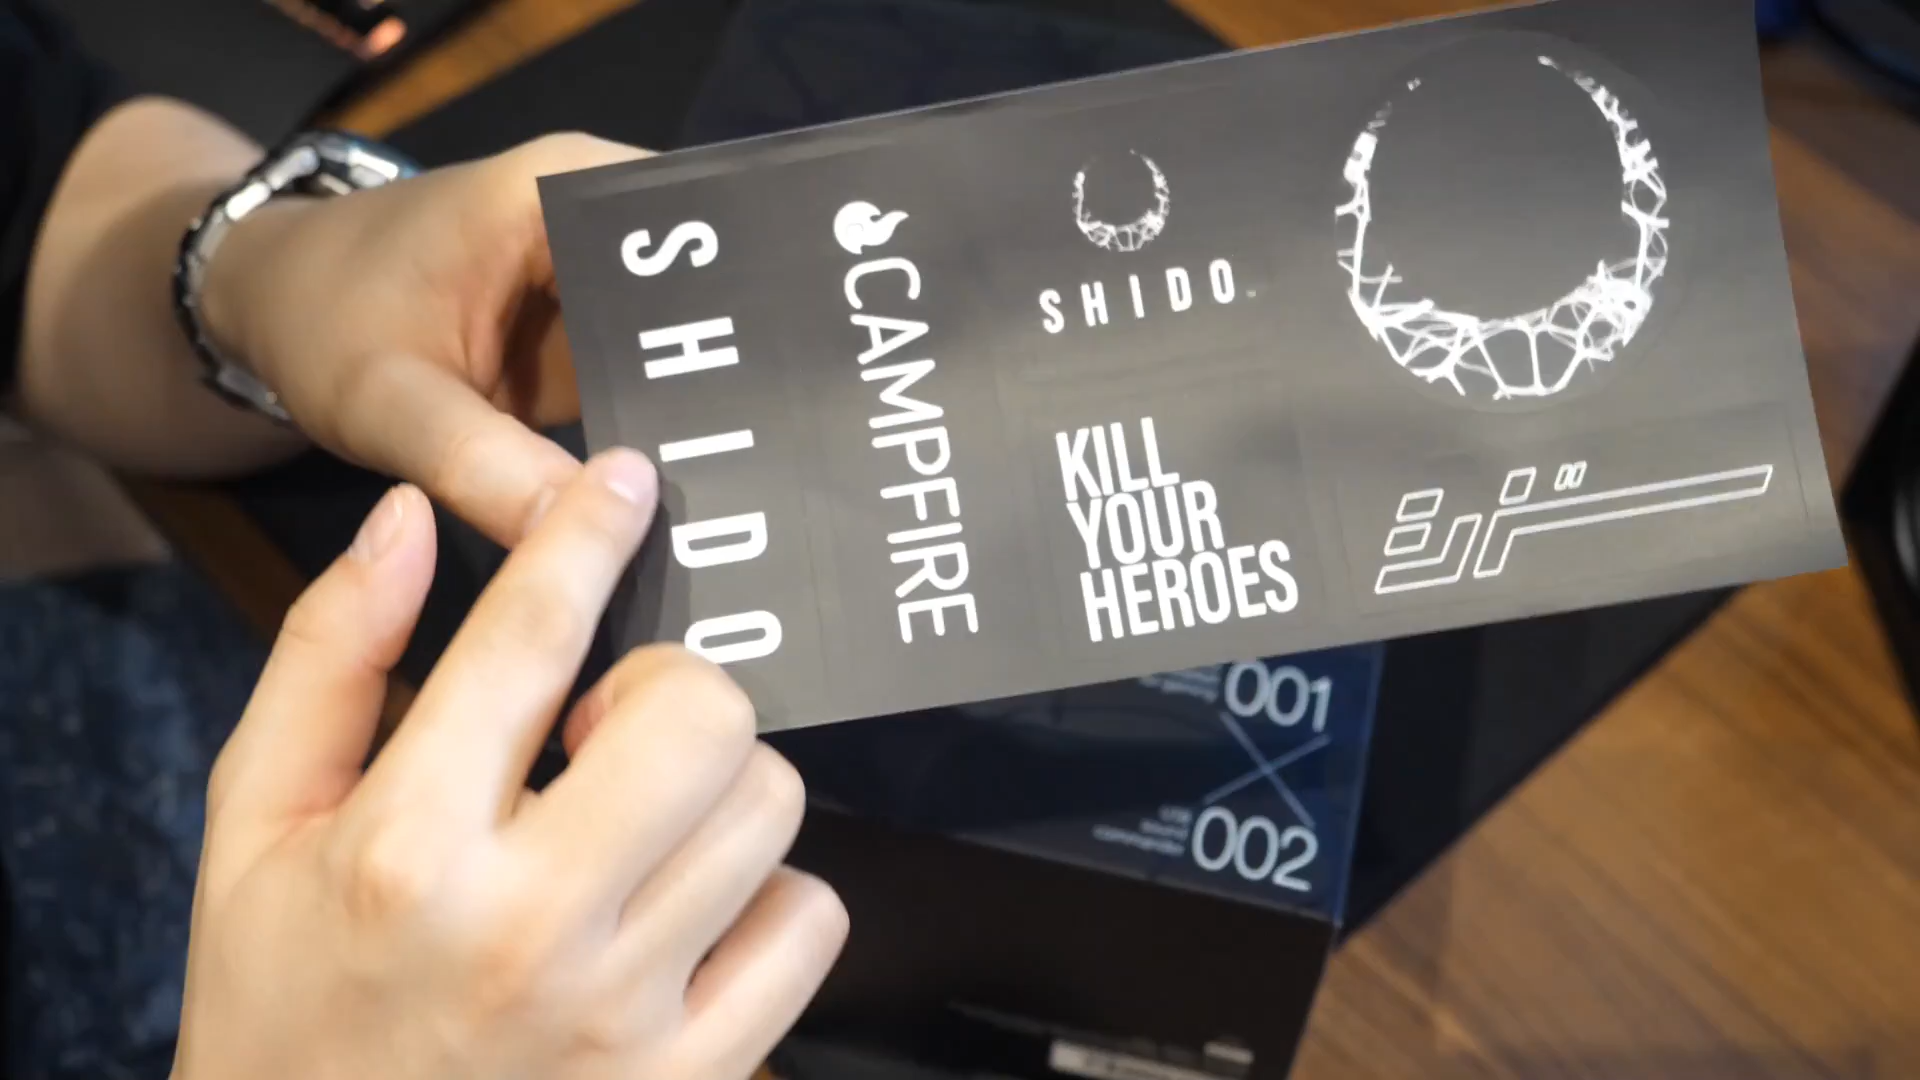 SHIDO
CAMPFIRE
SHIDO
KILL
YOUR
HEROES
001
002